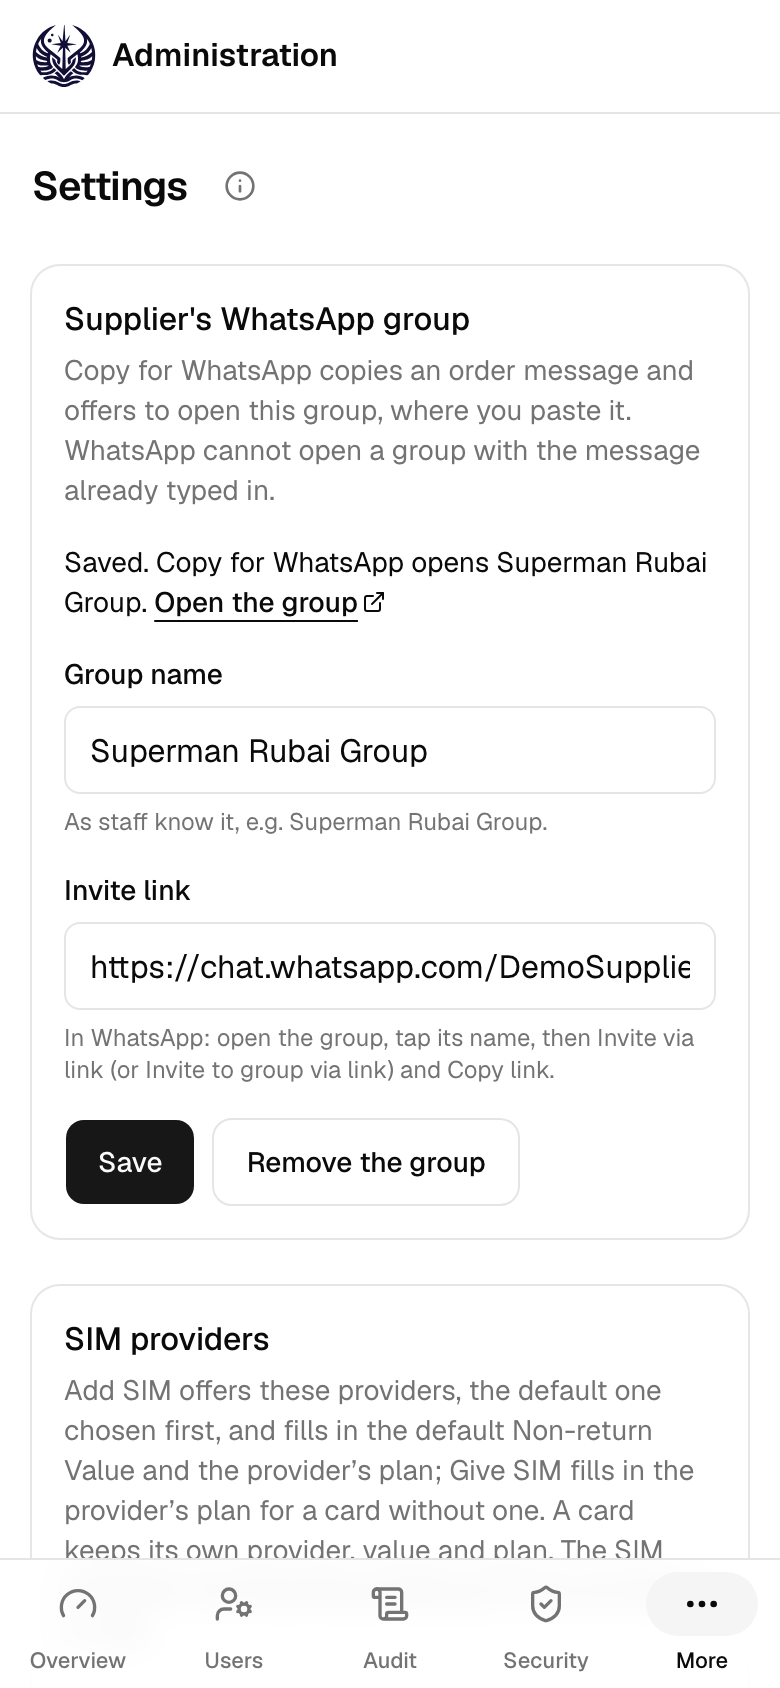 Administration
Settings
Supplier's WhatsApp group
Copy for WhatsApp copies an order message and
offers to open this group, where you paste it.
WhatsApp cannot open a group with the message
already typed in.
Saved. Copy for WhatsApp opens Superman Rubai
Group. Open the group
Group name
Superman Rubai Group
As staff know it, e.g. Superman Rubai Group.
Invite link
https://chat.whatsapp.com/DemoSupplie
In WhatsApp: open the group, tap its name, then Invite via
link (or Invite to group via link) and Copy link.
Save
Remove the group
SIM providers
Add SIM offers these providers, the default one
chosen first, and fills in the default Non-return
Value and the provider’s plan; Give SIM fills in the
provider’s plan for a card without one. A card
keeps its own provider, value and plan. The SIM
Overview
Users
Audit
Security
More